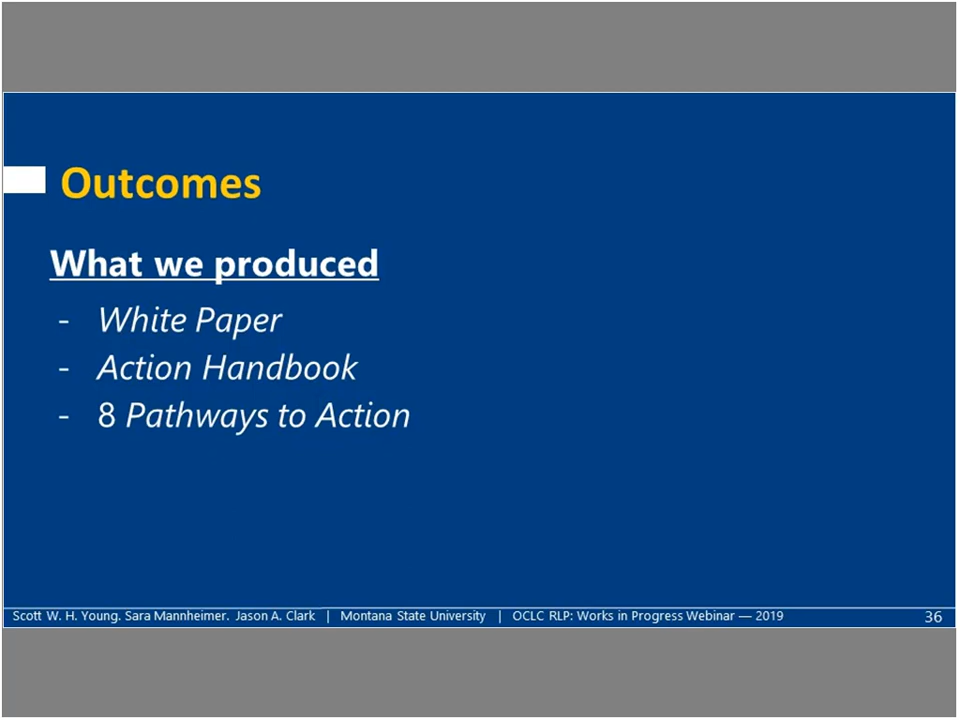 Outcomes
What we produced
- White Paper
- Action Handbook
- 8 Pathways to Action
Scott W. H. Young. Sara Mannheimer. Jason A. Clark | Montana State University | OCLC RLP: Works in Progress Webinar — 2019 36